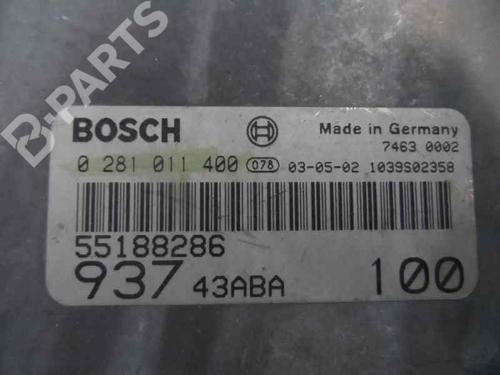 B-PARTS
BOSCH
Made in Germany
7463 0002
0 281 011 400 078 03-05-02 1039S02358
55188286
937 43ABA 100